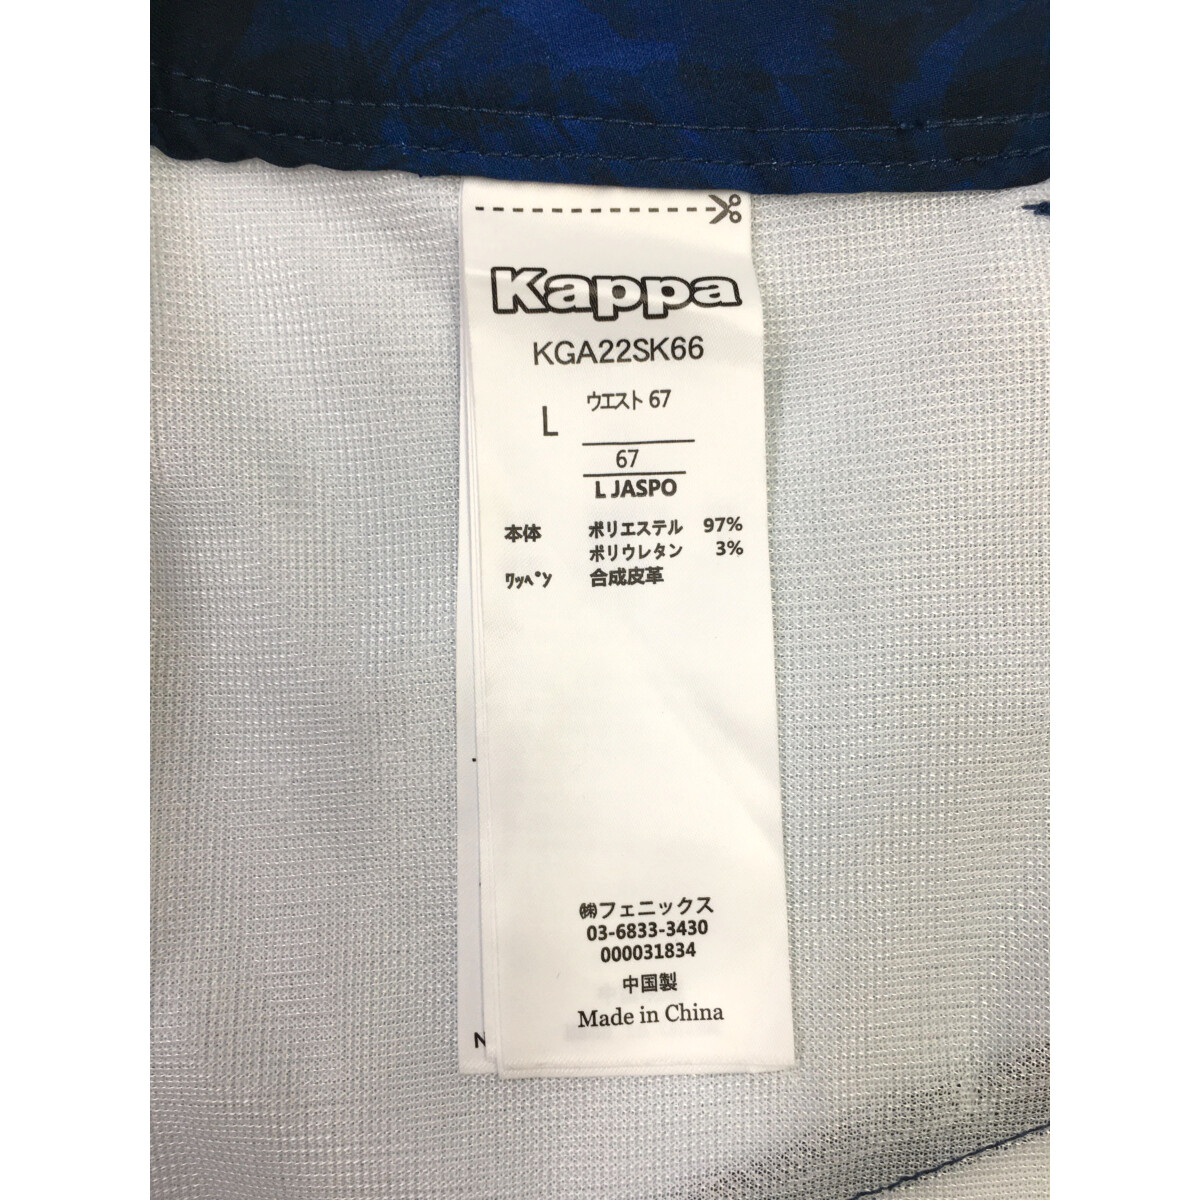 Kappa
KGA22SK66
L
ウエスト 67
67
L JASPO
本体 ポリエステル 97%
ポリウレタン 3%
ﾜｯﾍﾟﾝ 合成皮革
㈱フェニックス
03-6833-3430
000031834
中国製
Made in China
N